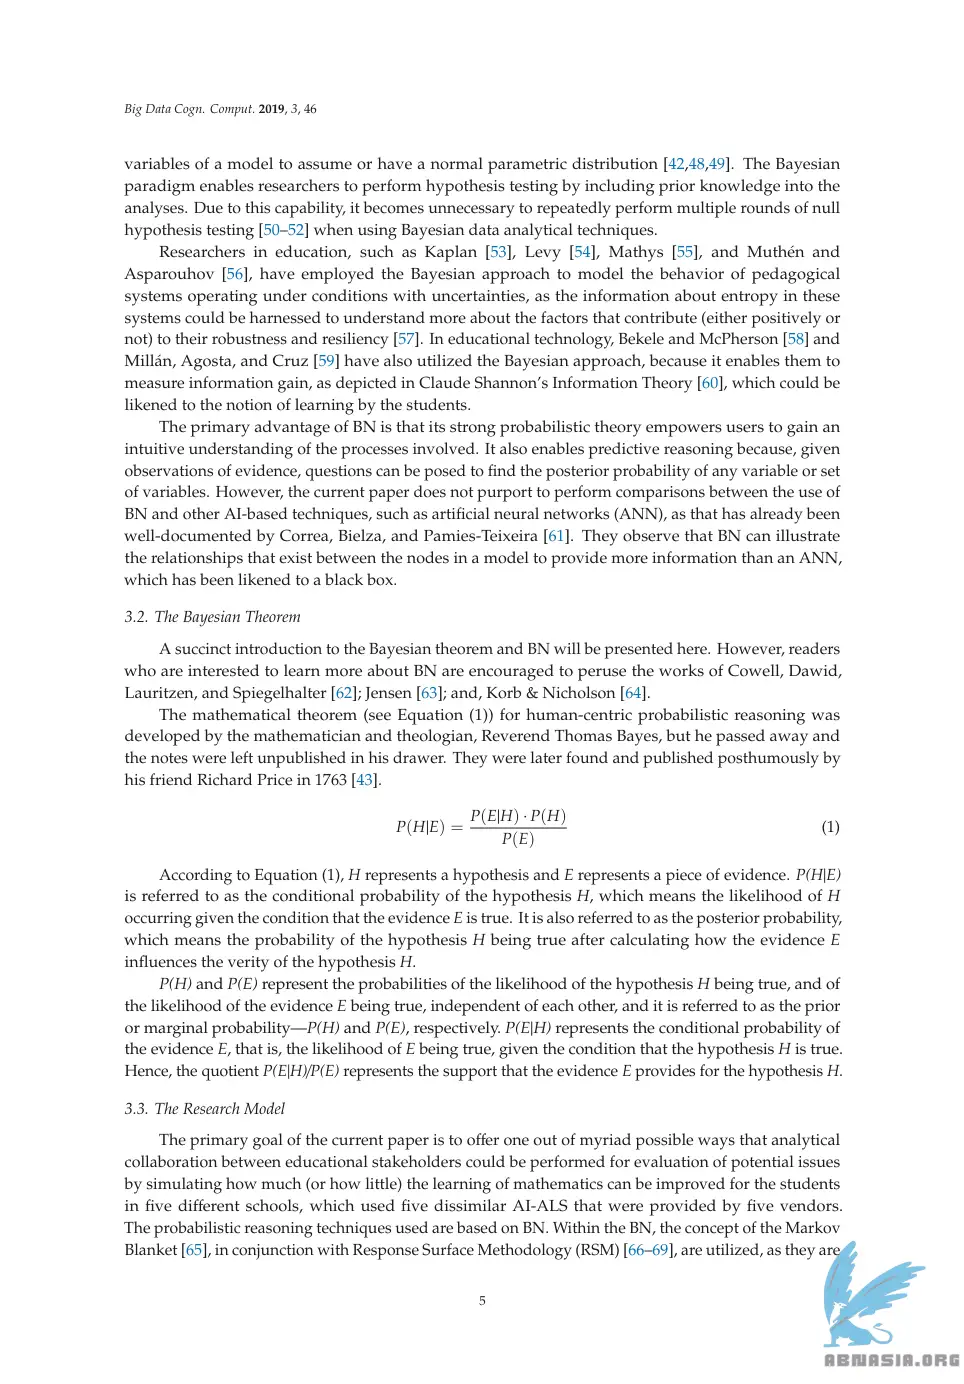 Big Data Cogn. Comput. 2019, 3, 46
variables of a model to assume or have a normal parametric distribution [42,48,49]. The Bayesian
paradigm enables researchers to perform hypothesis testing by including prior knowledge into the
analyses. Due to this capability, it becomes unnecessary to repeatedly perform multiple rounds of null
hypothesis testing [50–52] when using Bayesian data analytical techniques.
Researchers in education, such as Kaplan [53], Levy [54], Mathys [55], and Muthén and
Asparouhov [56], have employed the Bayesian approach to model the behavior of pedagogical
systems operating under conditions with uncertainties, as the information about entropy in these
systems could be harnessed to understand more about the factors that contribute (either positively or
not) to their robustness and resiliency [57]. In educational technology, Bekele and McPherson [58] and
Millán, Agosta, and Cruz [59] have also utilized the Bayesian approach, because it enables them to
measure information gain, as depicted in Claude Shannon's Information Theory [60], which could be
likened to the notion of learning by the students.
The primary advantage of BN is that its strong probabilistic theory empowers users to gain an
intuitive understanding of the processes involved. It also enables predictive reasoning because, given
observations of evidence, questions can be posed to find the posterior probability of any variable or set
of variables. However, the current paper does not purport to perform comparisons between the use of
BN and other AI-based techniques, such as artificial neural networks (ANN), as that has already been
well-documented by Correa, Bielza, and Pamies-Teixeira [61]. They observe that BN can illustrate
the relationships that exist between the nodes in a model to provide more information than an ANN,
which has been likened to a black box.
3.2. The Bayesian Theorem
A succinct introduction to the Bayesian theorem and BN will be presented here. However, readers
who are interested to learn more about BN are encouraged to peruse the works of Cowell, Dawid,
Lauritzen, and Spiegelhalter [62]; Jensen [63]; and, Korb & Nicholson [64].
The mathematical theorem (see Equation (1)) for human-centric probabilistic reasoning was
developed by the mathematician and theologian, Reverend Thomas Bayes, but he passed away and
the notes were left unpublished in his drawer. They were later found and published posthumously by
his friend Richard Price in 1763 [43].
P(H|E) = P(E|H) · P(H) / P(E) (1)
According to Equation (1), H represents a hypothesis and E represents a piece of evidence. P(H|E)
is referred to as the conditional probability of the hypothesis H, which means the likelihood of H
occurring given the condition that the evidence E is true. It is also referred to as the posterior probability,
which means the probability of the hypothesis H being true after calculating how the evidence E
influences the verity of the hypothesis H.
P(H) and P(E) represent the probabilities of the likelihood of the hypothesis H being true, and of
the likelihood of the evidence E being true, independent of each other, and it is referred to as the prior
or marginal probability—P(H) and P(E), respectively. P(E|H) represents the conditional probability of
the evidence E, that is, the likelihood of E being true, given the condition that the hypothesis H is true.
Hence, the quotient P(E|H)/P(E) represents the support that the evidence E provides for the hypothesis H.
3.3. The Research Model
The primary goal of the current paper is to offer one out of myriad possible ways that analytical
collaboration between educational stakeholders could be performed for evaluation of potential issues
by simulating how much (or how little) the learning of mathematics can be improved for the students
in five different schools, which used five dissimilar AI-ALS that were provided by five vendors.
The probabilistic reasoning techniques used are based on BN. Within the BN, the concept of the Markov
Blanket [65], in conjunction with Response Surface Methodology (RSM) [66–69], are utilized, as they are
5
ABNASIA.ORG